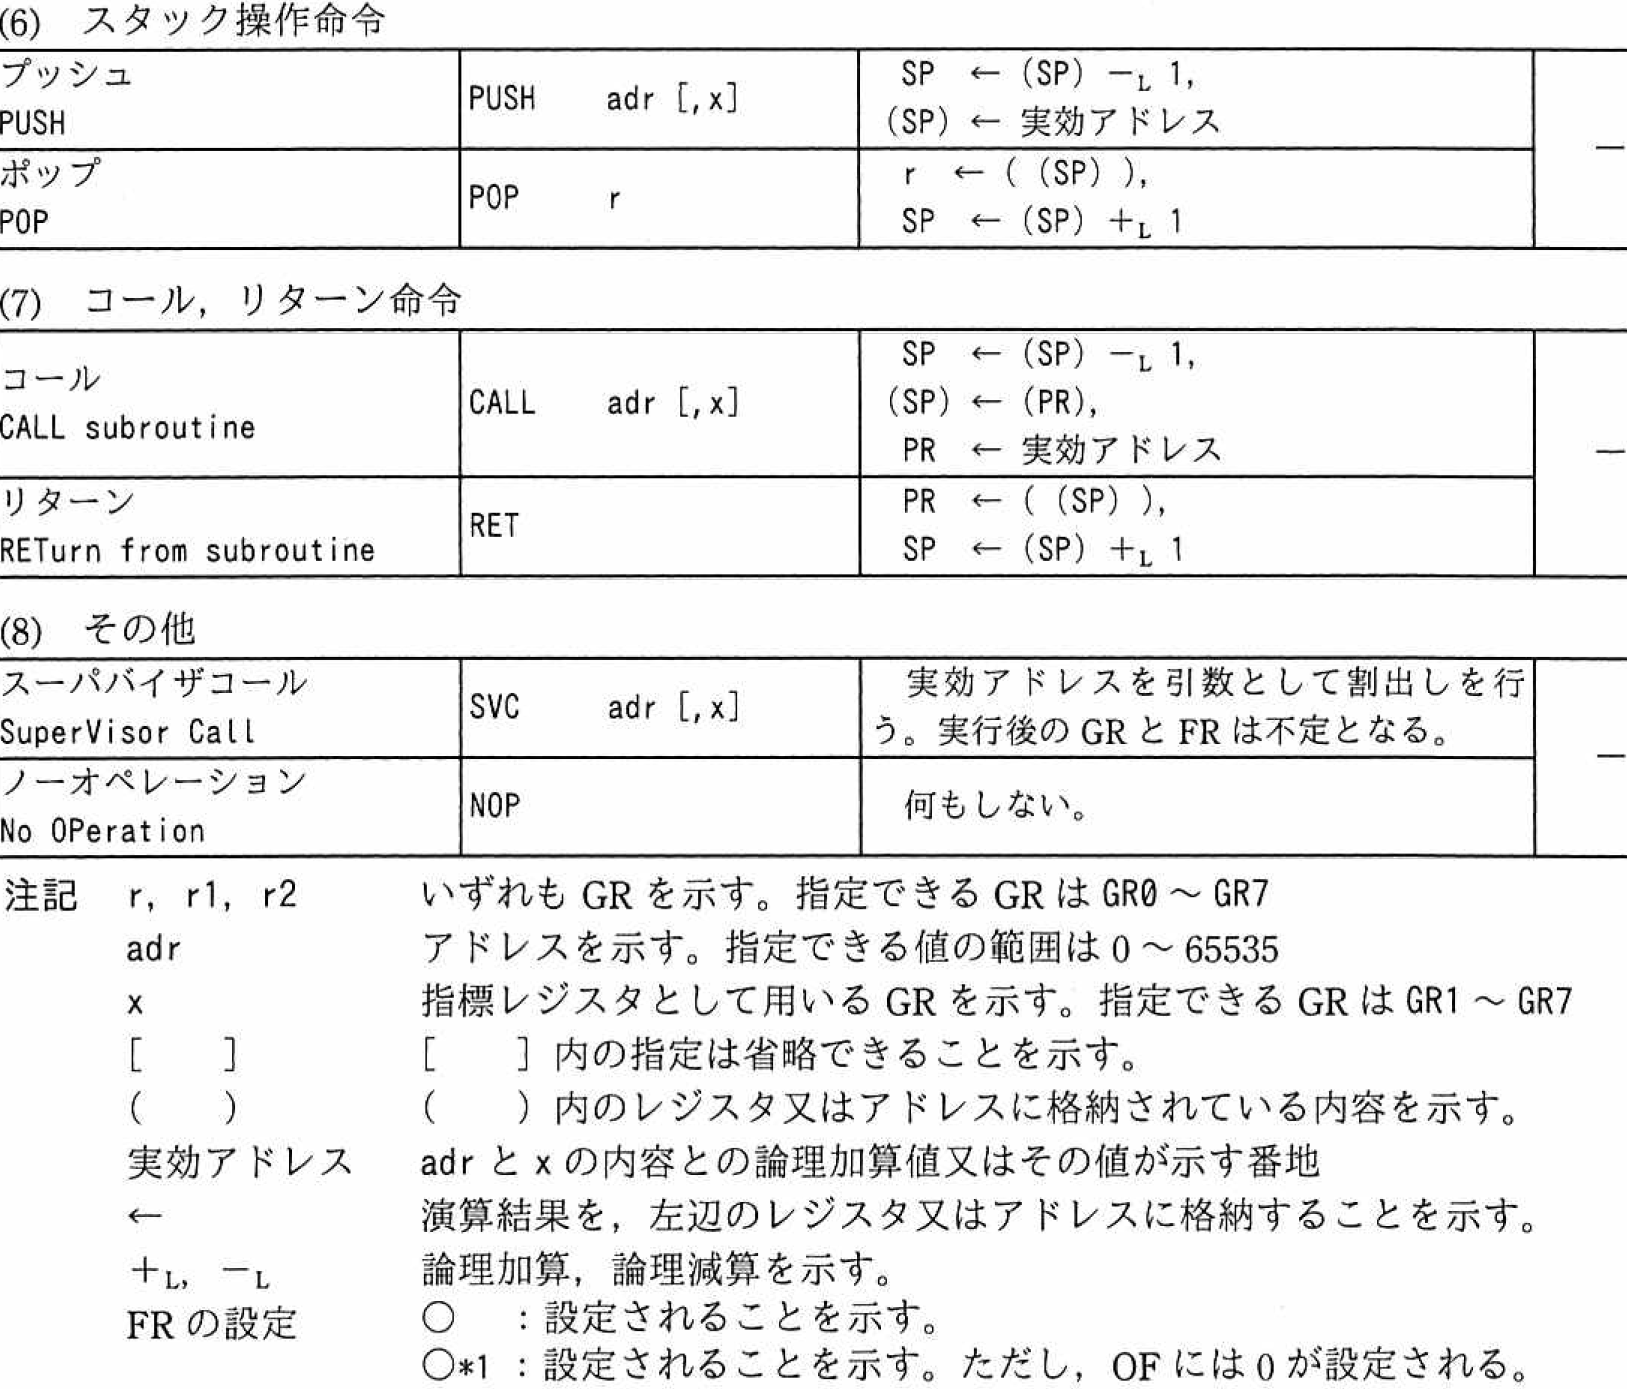 (6) スタック操作命令
プッシュ
PUSH
PUSH adr [,x]
SP ← (SP) −L 1,
(SP) ← 実効アドレス
―
ポップ
POP
POP r
r ← ( (SP) ),
SP ← (SP) +L 1
(7) コール，リターン命令
コール
CALL subroutine
CALL adr [,x]
SP ← (SP) −L 1,
(SP) ← (PR),
PR ← 実効アドレス
―
リターン
RETurn from subroutine
RET
PR ← ( (SP) ),
SP ← (SP) +L 1
(8) その他
スーパバイザコール
SuperVisor Call
SVC adr [,x]
実効アドレスを引数として割出しを行
う。実行後の GR と FR は不定となる。
―
ノーオペレーション
No OPeration
NOP
何もしない。
注記 r, r1, r2 いずれも GR を示す。指定できる GR は GR0 ～ GR7
adr アドレスを示す。指定できる値の範囲は 0 ～ 65535
x 指標レジスタとして用いる GR を示す。指定できる GR は GR1 ～ GR7
[ ] [ ] 内の指定は省略できることを示す。
( ) ( ) 内のレジスタ又はアドレスに格納されている内容を示す。
実効アドレス adr と x の内容との論理加算値又はその値が示す番地
← 演算結果を，左辺のレジスタ又はアドレスに格納することを示す。
+L, −L 論理加算，論理減算を示す。
FR の設定 ○ ：設定されることを示す。
○*1 ：設定されることを示す。ただし，OF には 0 が設定される。